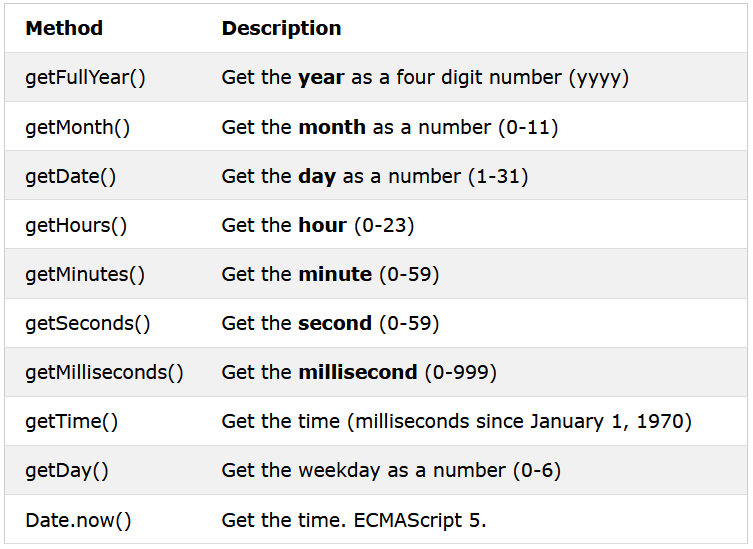 Method Description
getFullYear() Get the year as a four digit number (yyyy)
getMonth() Get the month as a number (0-11)
getDate() Get the day as a number (1-31)
getHours() Get the hour (0-23)
getMinutes() Get the minute (0-59)
getSeconds() Get the second (0-59)
getMilliseconds() Get the millisecond (0-999)
getTime() Get the time (milliseconds since January 1, 1970)
getDay() Get the weekday as a number (0-6)
Date.now() Get the time. ECMAScript 5.